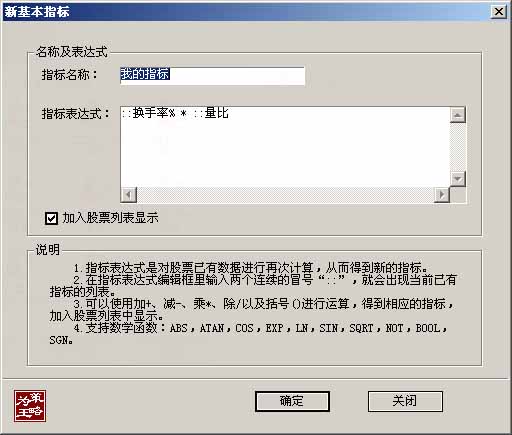 新基本指标
名称及表达式
指标名称：
我的指标
指标表达式：
::换手率% * ::量比
加入股票列表显示
说明
1.指标表达式是对股票已有数据进行再次计算，从而得到新的指标。
2.在指标表达式编辑框里输入两个连续的冒号“::”，就会出现当前已有
指标的列表。
3.可以使用加+、减-、乘*、除/以及括号()进行运算，得到相应的指标，
加入股票列表中显示。
4.支持数学函数：ABS，ATAN，COS，EXP，LN，SIN，SQRT，NOT，BOOL，
SGN。
策略
为王
确定
关闭